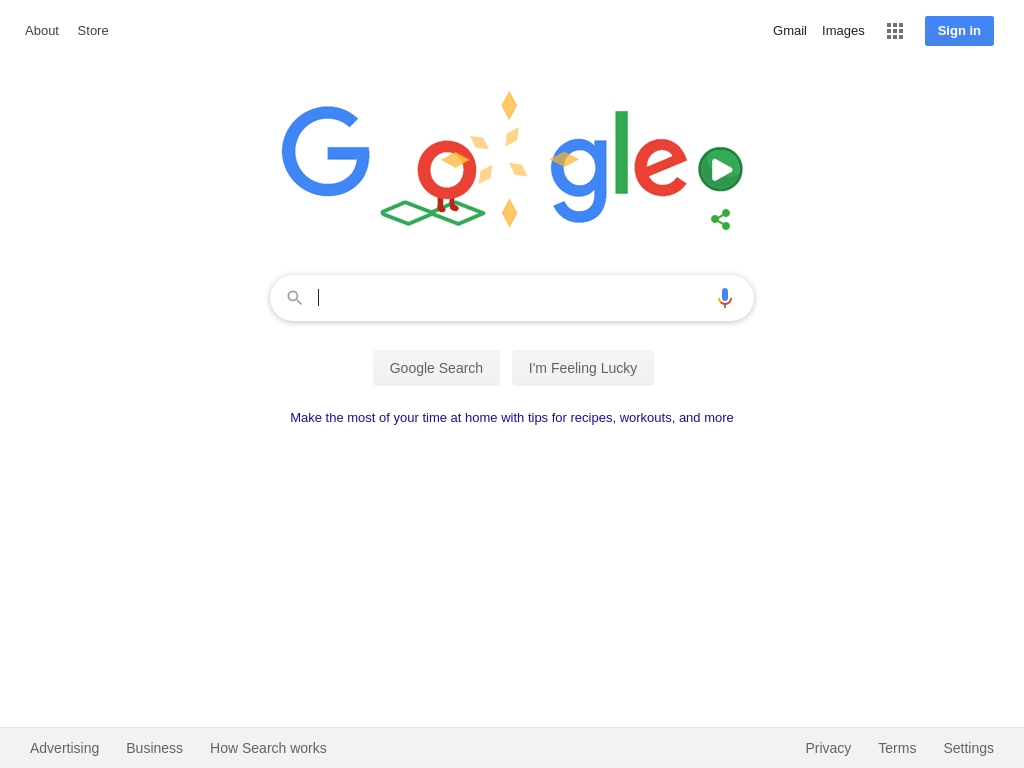 About Store Gmail Images Sign in
Google
Google Search I'm Feeling Lucky
Make the most of your time at home with tips for recipes, workouts, and more
Advertising Business How Search works Privacy Terms Settings